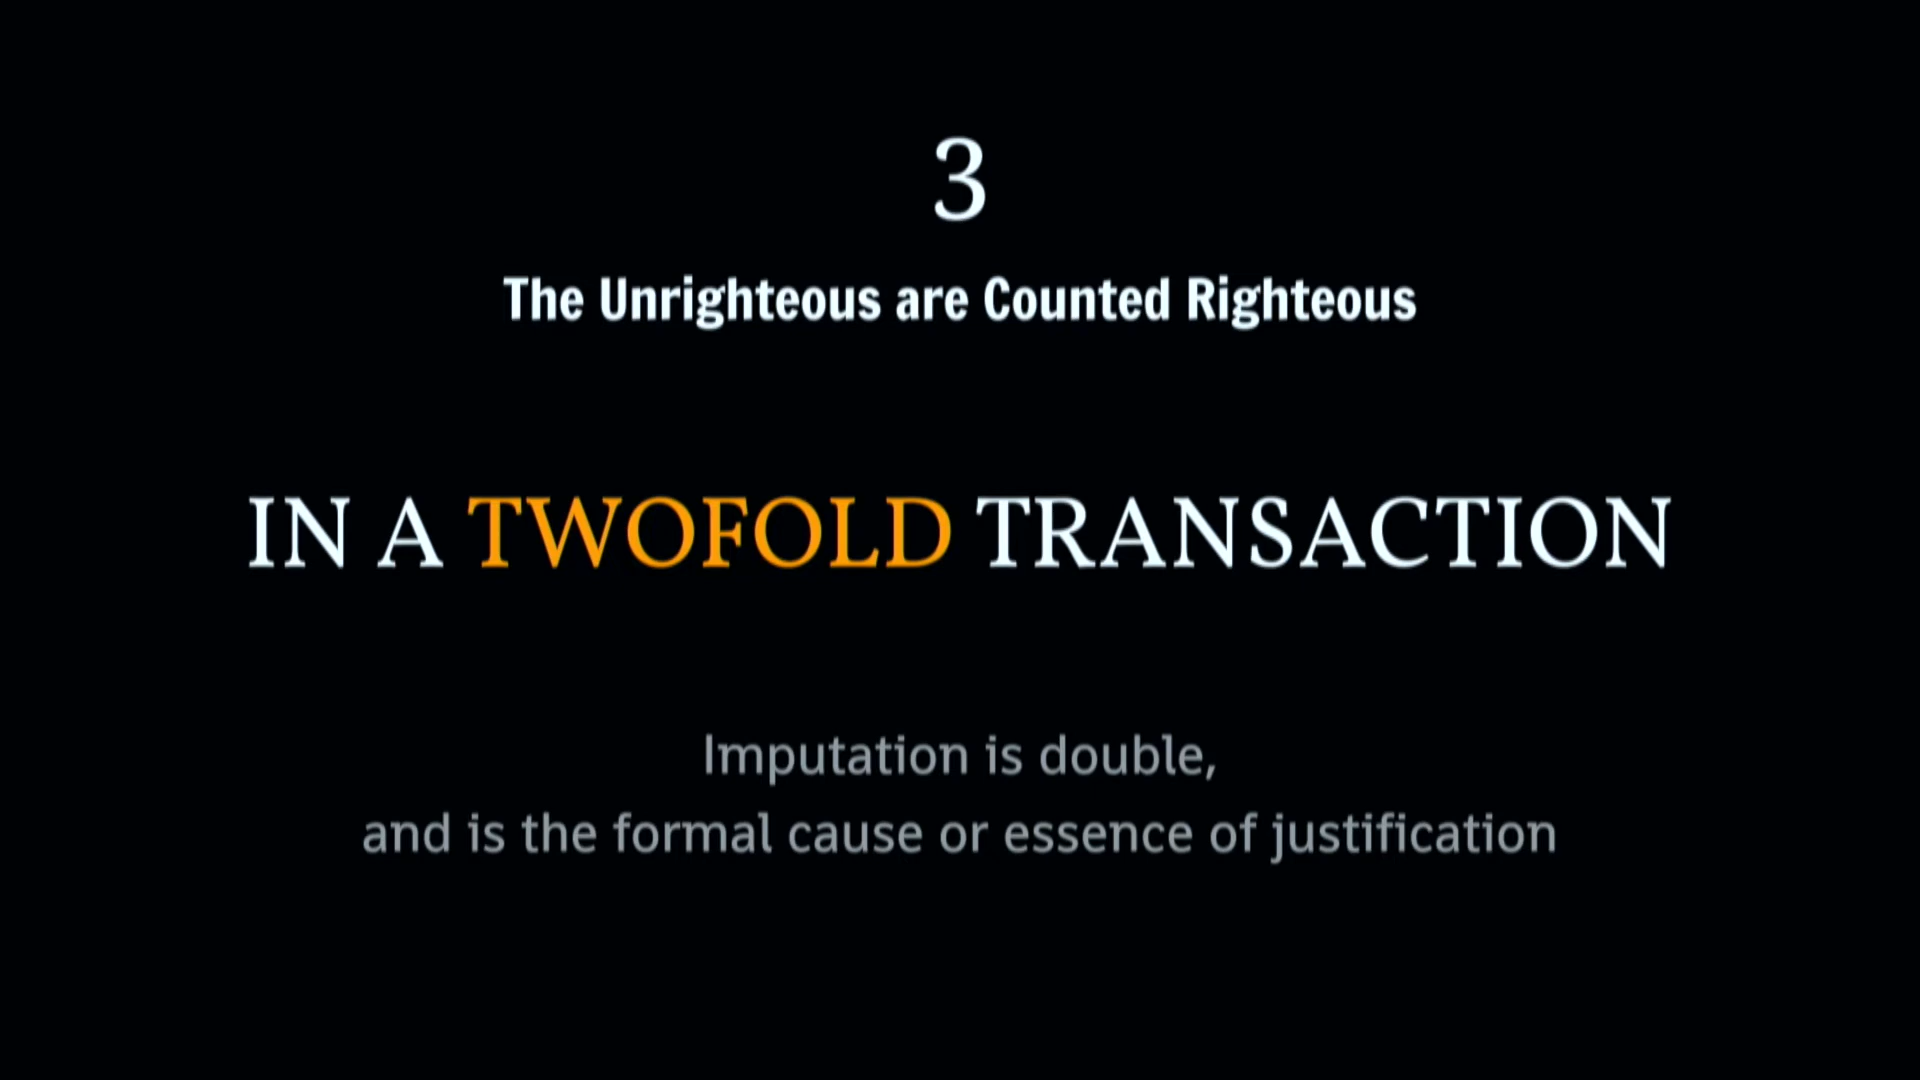 3
The Unrighteous are Counted Righteous
IN A TWOFOLD TRANSACTION
Imputation is double,
and is the formal cause or essence of justification